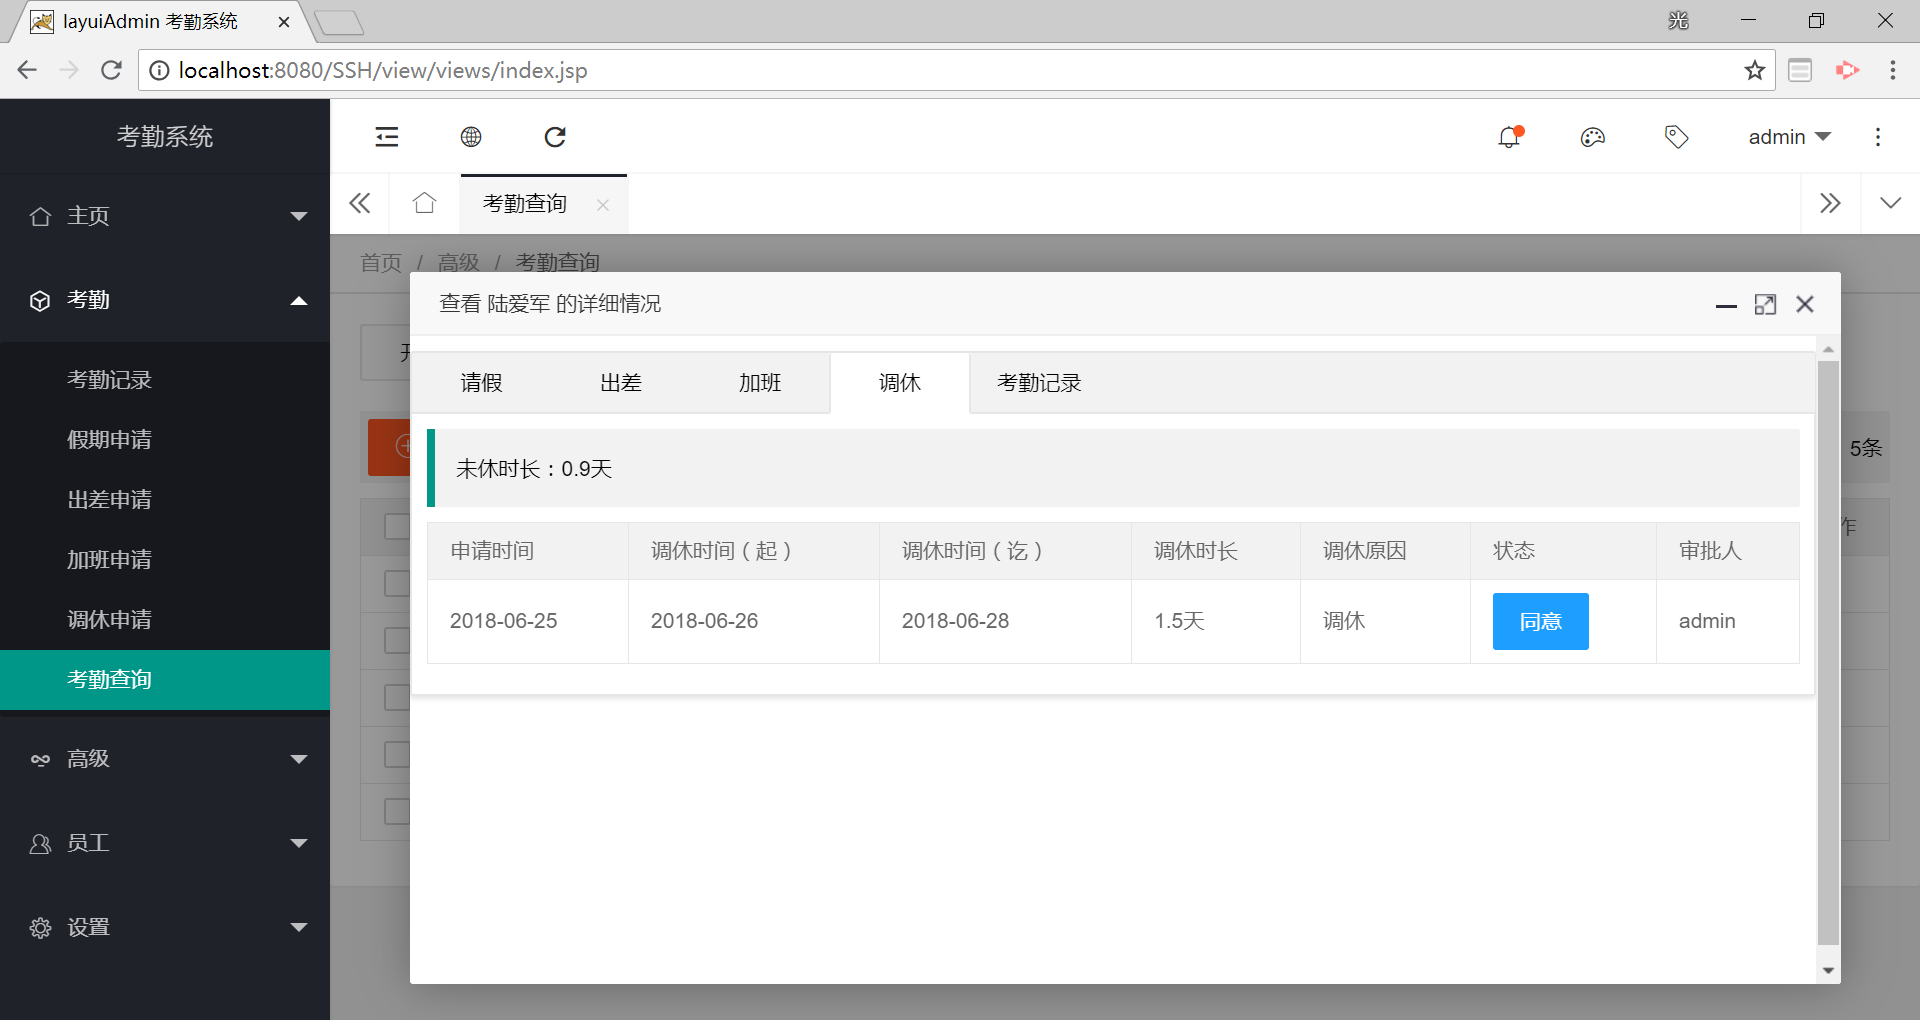 layuiAdmin 考勤系统
光
localhost:8080/SSH/view/views/index.jsp
考勤系统
admin
主页
考勤查询
首页 / 高级 / 考勤查询
考勤
查看 陆爱军 的详细情况
考勤记录
请假 出差 加班 调休 考勤记录
假期申请
5条
未休时长：0.9天
出差申请
作
申请时间 调休时间（起） 调休时间（讫） 调休时长 调休原因 状态 审批人
加班申请
2018-06-25 2018-06-26 2018-06-28 1.5天 调休 同意 admin
调休申请
考勤查询
高级
员工
设置